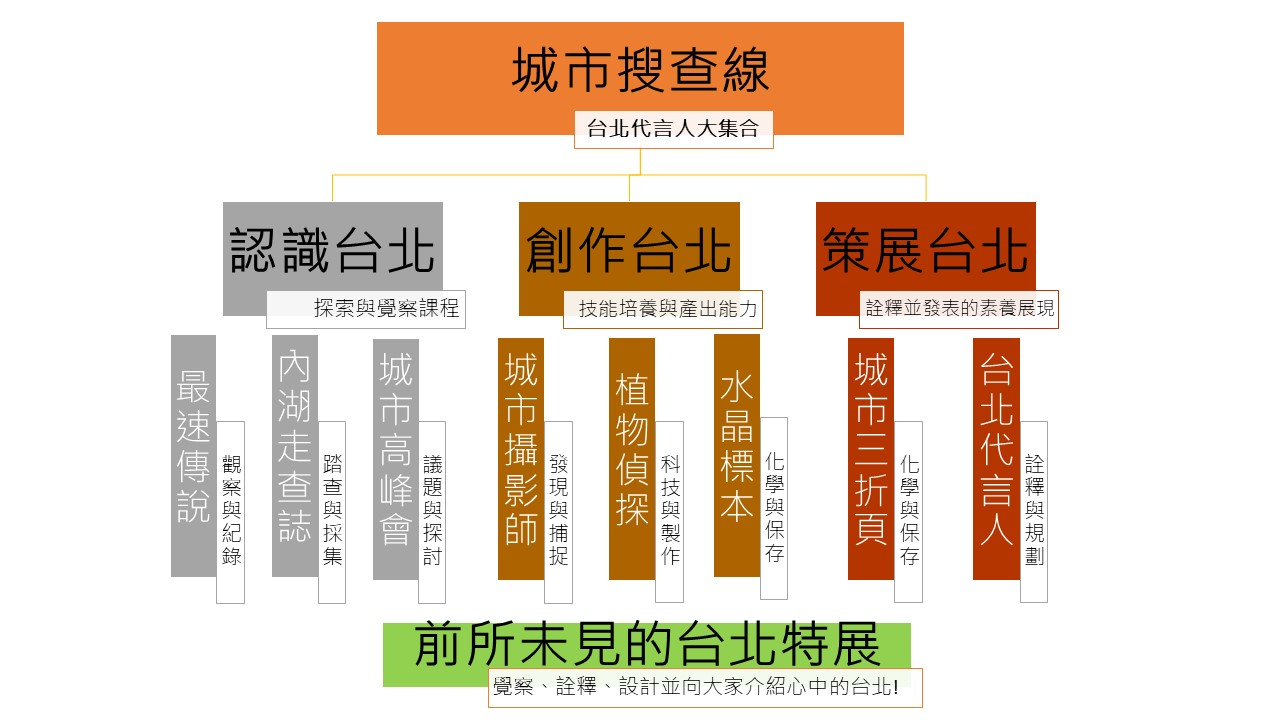 城市搜查線
台北代言人大集合
認識台北
探索與覺察課程
創作台北
技能培養與產出能力
策展台北
詮釋並發表的素養展現
最速傳說
觀察與紀錄
內湖走查誌
踏查與採集
城市高峰會
議題與探討
城市攝影師
發現與捕捉
植物偵探
科技與製作
水晶標本
化學與保存
城市三折頁
化學與保存
台北代言人
詮釋與規劃
前所未見的台北特展
覺察、詮釋、設計並向大家介紹心中的台北!